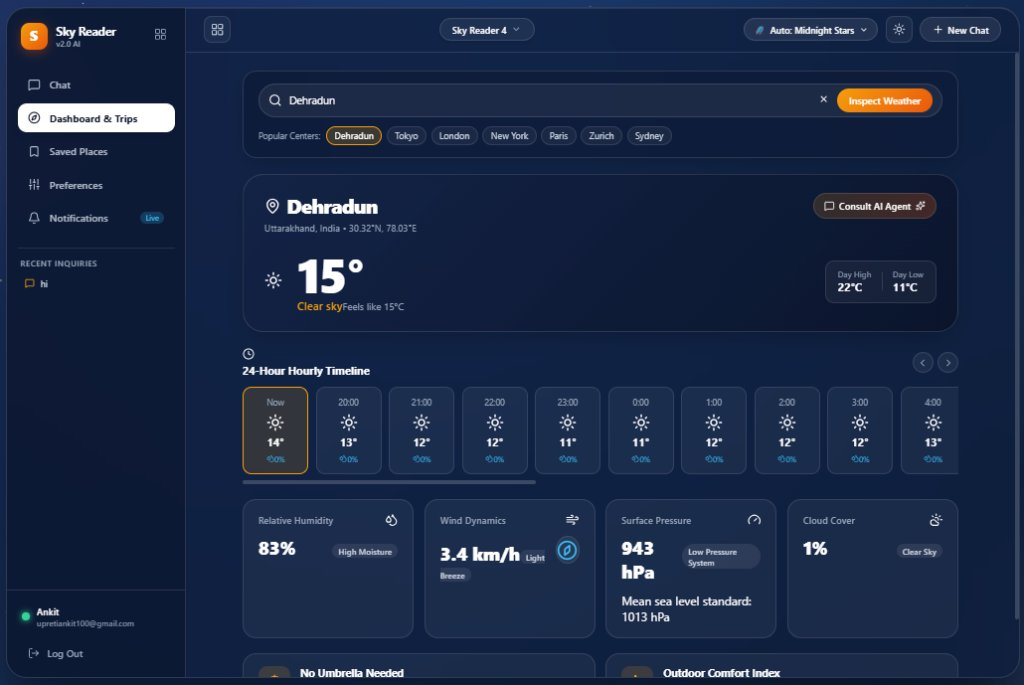 Sky Reader
v2.0 AI
Chat
Dashboard & Trips
Saved Places
Preferences
Notifications Live
RECENT INQUIRIES
hi
Ankit
upretiankit100@gmail.com
Log Out
Sky Reader 4
Auto: Midnight Stars
+ New Chat
Dehradun × Inspect Weather
Popular Centers: Dehradun Tokyo London New York Paris Zurich Sydney
Dehradun
Consult AI Agent
Uttarakhand, India • 30.32°N, 78.03°E
15°
Clear skyFeels like 15°C
Day High Day Low
22°C 11°C
24-Hour Hourly Timeline
Now 20:00 21:00 22:00 23:00 0:00 1:00 2:00 3:00 4:00
14° 13° 12° 12° 11° 11° 12° 12° 12° 13°
0% 0% 0% 0% 0% 0% 0% 0% 0% 0%
Relative Humidity
83% High Moisture
Wind Dynamics
3.4 km/h Light
Breeze
Surface Pressure
943
hPa
Low Pressure
System
Mean sea level standard:
1013 hPa
Cloud Cover
1% Clear Sky
No Umbrella Needed
Outdoor Comfort Index